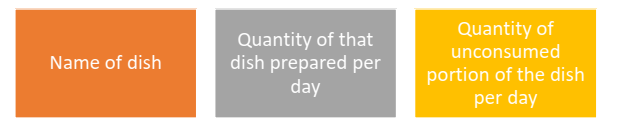 Name of dish
Quantity of that
dish prepared per
day
Quantity of
unconsumed
portion of the dish
per day